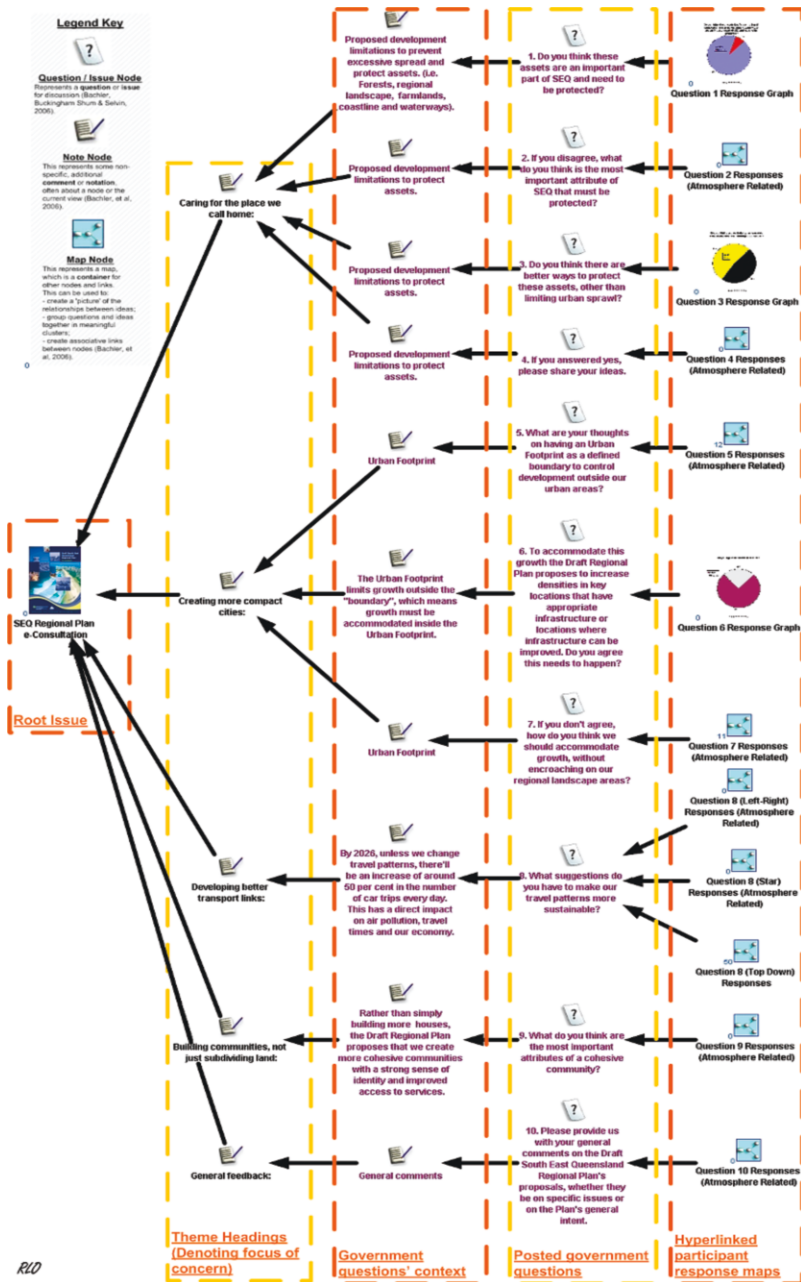 Legend Key
Question / Issue Node
Represents a question or issue
for discussion (Bachler,
Buckingham Shum & Selvin,
2006).
Note Node
This represents some non-
specific, additional
comment or notation,
often about a node or the
current view (Bachler, et al,
2006).
Map Node
This represents a map,
which is a container for
other nodes and links.
This can be used to:
- create a "picture" of the
relationships between ideas;
- group questions and ideas
together in meaningful
clusters;
- create associative links
between nodes (Bachler, et
al, 2006).
0
0
SEQ Regional Plan
e-Consultation
Root Issue
Caring for the place we
call home:
Creating more compact
cities:
Developing better
transport links:
Building communities, not
just subdividing land:
General feedback:
Theme Headings
(Denoting focus of
concern)
Proposed development
limitations to prevent
excessive spread and
protect assets. (i.e.
Forests, regional
landscape, farmlands,
coastline and waterways).
Proposed development
limitations to protect
assets.
Proposed development
limitations to protect
assets.
Proposed development
limitations to protect
assets.
Urban Footprint
The Urban Footprint
limits growth outside the
"boundary", which means
growth must be
accommodated inside the
Urban Footprint.
Urban Footprint
By 2026, unless we change
travel patterns, there'll
be an increase of around
50 per cent in the number
of car trips every day.
This has a direct impact
on air pollution, travel
times and our economy.
Rather than simply
building more houses,
the Draft Regional Plan
proposes that we create
more cohesive communities
with a strong sense of
identity and improved
access to services.
General comments
Government
questions' context
1. Do you think these
assets are an important
part of SEQ and need to
be protected?
2. If you disagree, what
do you think is the most
important attribute of
SEQ that must be
protected?
3. Do you think there are
better ways to protect
these assets, other than
limiting urban sprawl?
4. If you answered yes,
please share your ideas.
5. What are your thoughts
on having an Urban
Footprint as a defined
boundary to control
development outside our
urban areas?
6. To accommodate this
growth the Draft Regional
Plan proposes to increase
densities in key
locations that have
appropriate
infrastructure or
locations where
infrastructure can be
improved. Do you agree
this needs to happen?
7. If you don't agree,
how do you think we
should accommodate
growth, without
encroaching on our
regional landscape areas?
8. What suggestions do
you have to make our
travel patterns more
sustainable?
9. What do you think are
the most important
attributes of a cohesive
community?
10. Please provide us
with your general
comments on the Draft
South East Queensland
Regional Plan's
proposals, whether they
be on specific issues or
on the Plan's general
intent.
Posted government
questions
0
Question 1 Response Graph
0
Question 2 Responses
(Atmosphere Related)
0
Question 3 Response Graph
0
Question 4 Responses
(Atmosphere Related)
12
Question 5 Responses
(Atmosphere Related)
0
Question 6 Response Graph
11
Question 7 Responses
(Atmosphere Related)
0
Question 8 (Left-Right)
Responses (Atmosphere
Related)
0
Question 8 (Star)
Responses (Atmosphere
Related)
50
Question 8 (Top Down)
Responses
0
Question 9 Responses
(Atmosphere Related)
0
Question 10 Responses
(Atmosphere Related)
Hyperlinked
participant
response maps
RLD